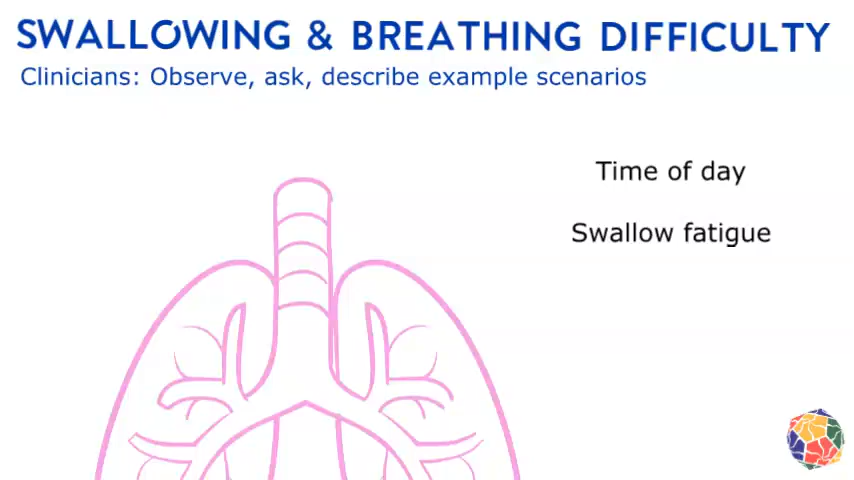 SWALLOWING & BREATHING DIFFICULTY
Clinicians: Observe, ask, describe example scenarios
Time of day
Swallow fatigue